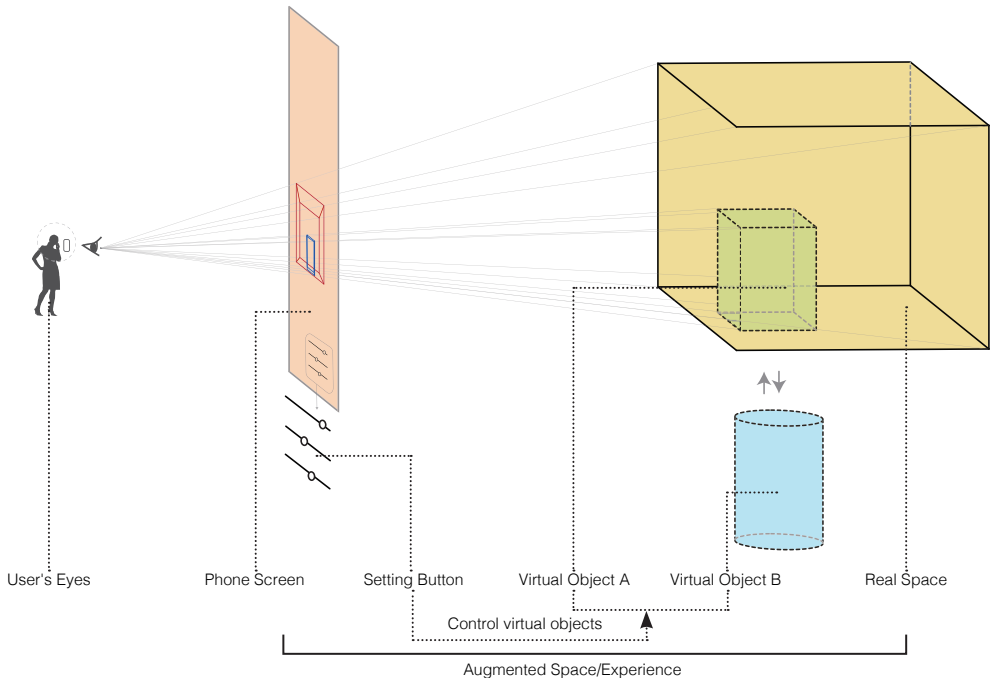 User's Eyes
Phone Screen
Setting Button
Virtual Object A
Virtual Object B
Real Space
Control virtual objects
Augmented Space/Experience